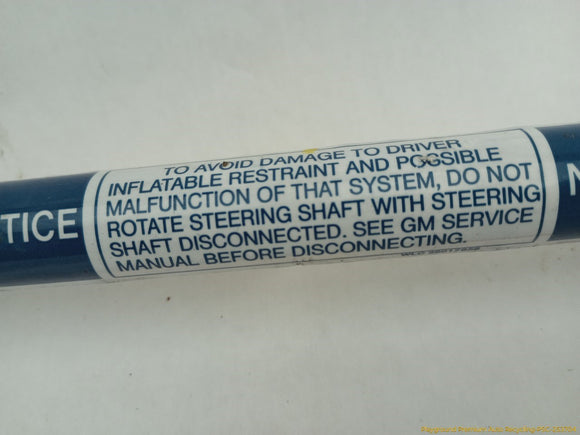 TICE
TO AVOID DAMAGE TO DRIVER
INFLATABLE RESTRAINT AND POSSIBLE
MALFUNCTION OF THAT SYSTEM, DO NOT
ROTATE STEERING SHAFT WITH STEERING
SHAFT DISCONNECTED. SEE GM SERVICE
MANUAL BEFORE DISCONNECTING.
N